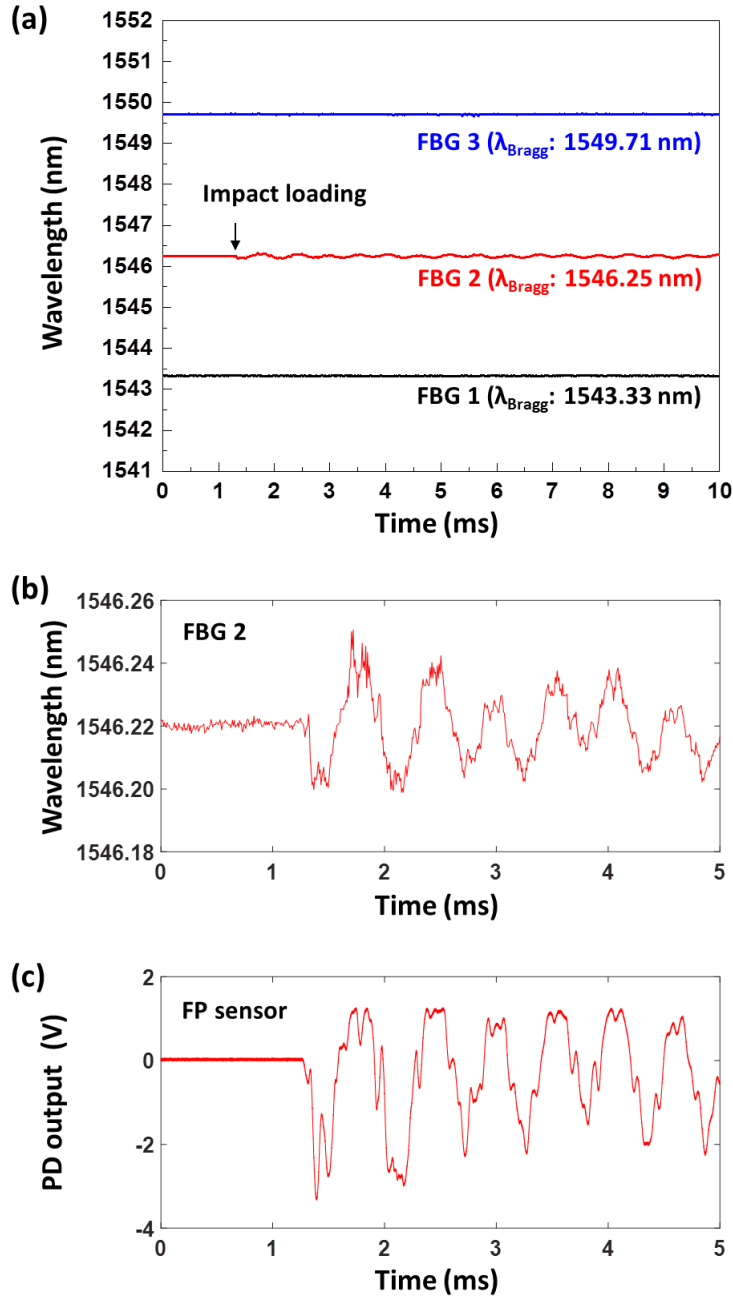 (a)
1552
1551
1550
1549
1548
1547
1546
1545
1544
1543
1542
1541
Wavelength (nm)
FBG 3 (λBragg: 1549.71 nm)
Impact loading
FBG 2 (λBragg: 1546.25 nm)
FBG 1 (λBragg: 1543.33 nm)
0 1 2 3 4 5 6 7 8 9 10
Time (ms)
(b)
1546.26
1546.24
1546.22
1546.20
1546.18
Wavelength (nm)
FBG 2
0 1 2 3 4 5
Time (ms)
(c)
2
0
-2
-4
PD output (V)
FP sensor
0 1 2 3 4 5
Time (ms)